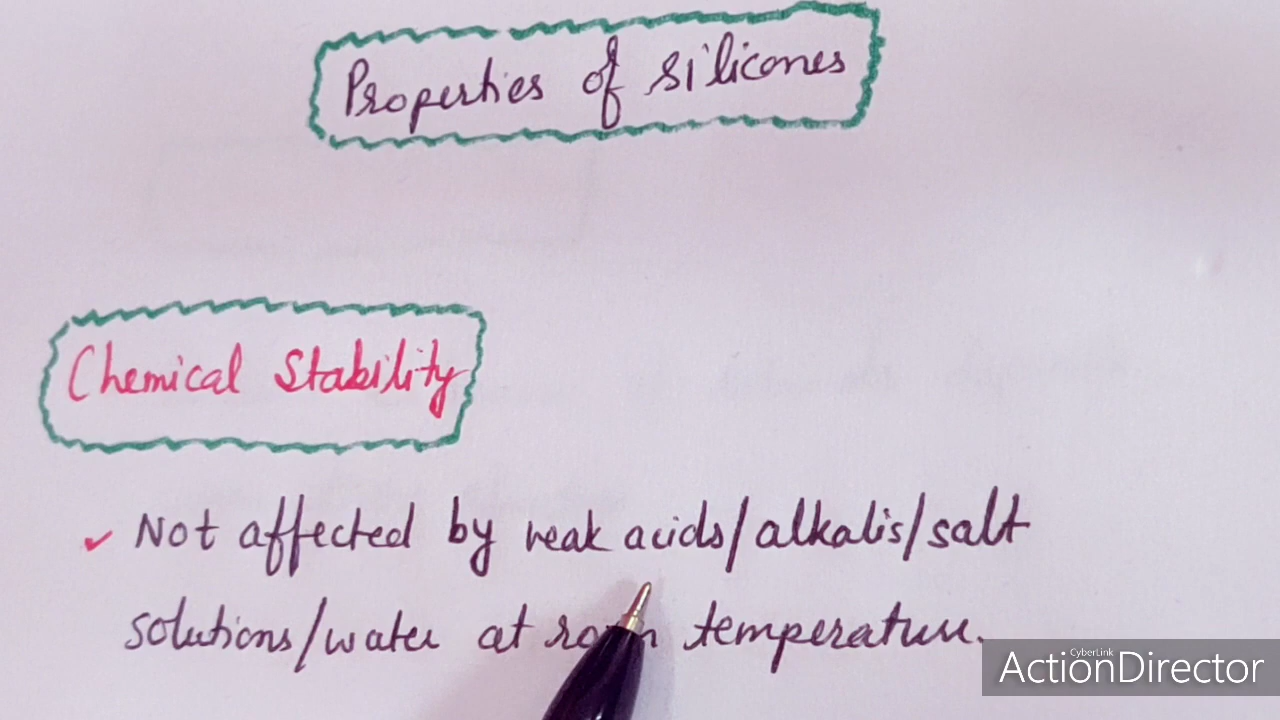 Properties of silicones
Chemical Stability
✓ Not affected by weak acids/alkalis/salt
solutions/water at room temperature.
CyberLink
ActionDirector